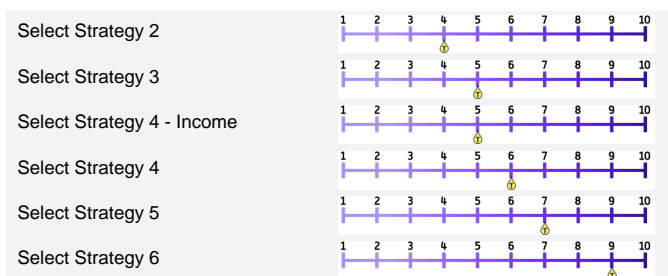 Select Strategy 2 1 2 3 4 5 6 7 8 9 10
T
Select Strategy 3 1 2 3 4 5 6 7 8 9 10
T
Select Strategy 4 - Income 1 2 3 4 5 6 7 8 9 10
T
Select Strategy 4 1 2 3 4 5 6 7 8 9 10
T
Select Strategy 5 1 2 3 4 5 6 7 8 9 10
T
Select Strategy 6 1 2 3 4 5 6 7 8 9 10
T